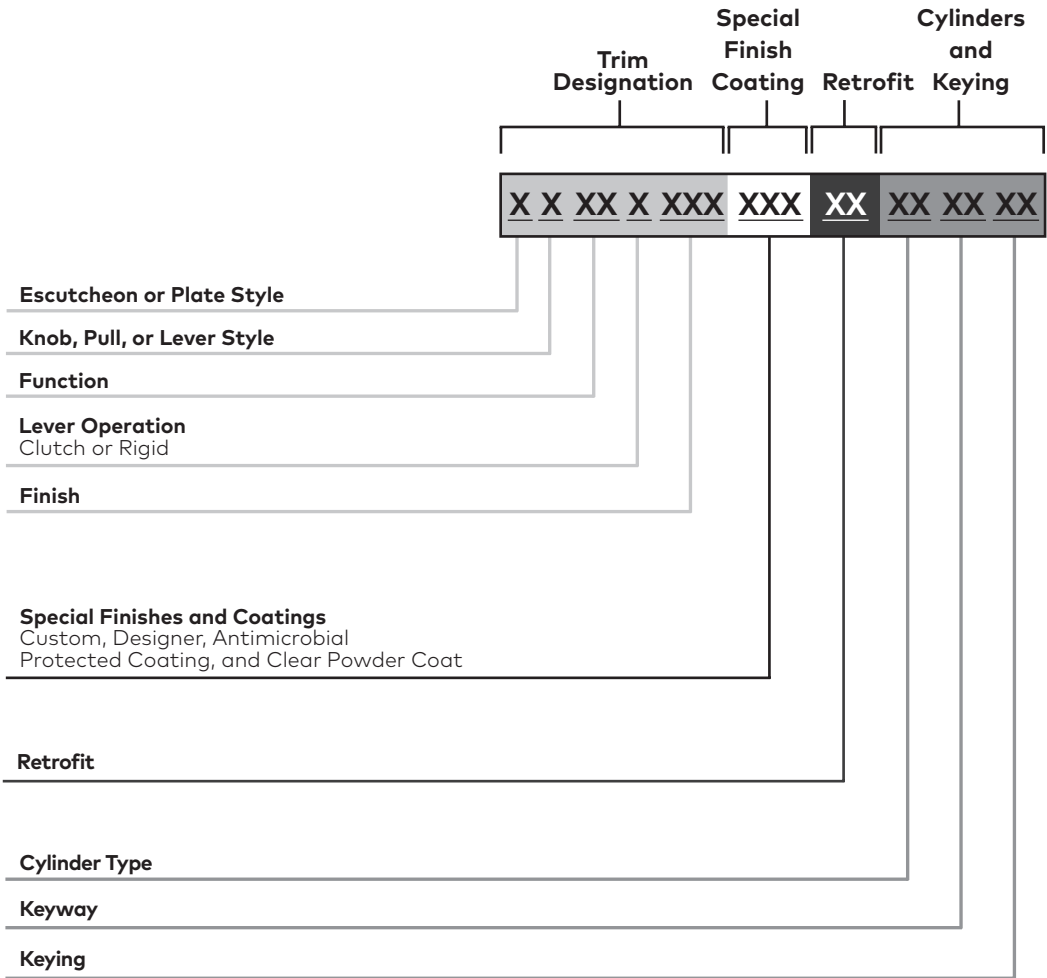 Special
Finish
Coating
Cylinders
and
Keying
Trim
Designation
Retrofit
X X XX X XXX XXX XX XX XX XX
Escutcheon or Plate Style
Knob, Pull, or Lever Style
Function
Lever Operation
Clutch or Rigid
Finish
Special Finishes and Coatings
Custom, Designer, Antimicrobial
Protected Coating, and Clear Powder Coat
Retrofit
Cylinder Type
Keyway
Keying